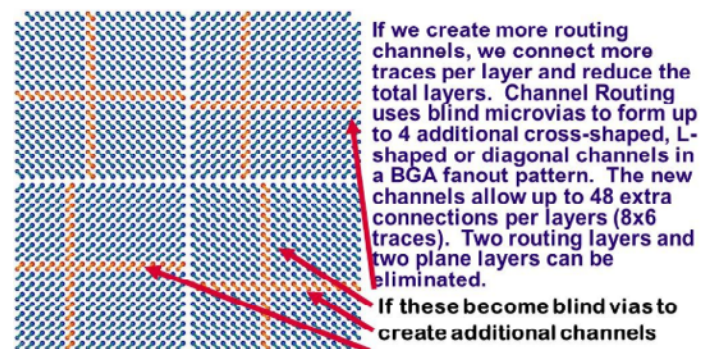 If we create more routing
channels, we connect more
traces per layer and reduce the
total layers.  Channel Routing
uses blind microvias to form up
to 4 additional cross-shaped, L-
shaped or diagonal channels in
a BGA fanout pattern.  The new
channels allow up to 48 extra
connections per layers (8x6
traces).  Two routing layers and
two plane layers can be
eliminated.
If these become blind vias to
create additional channels